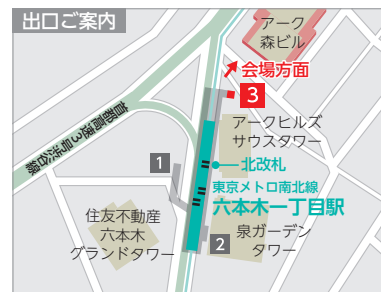 出口ご案内
アーク
森ビル
会場方面
3
アークヒルズ
サウスタワー
首都高速3号渋谷線
1
北改札
東京メトロ南北線
六本木一丁目駅
住友不動産
六本木
グランドタワー
2
泉ガーデン
タワー